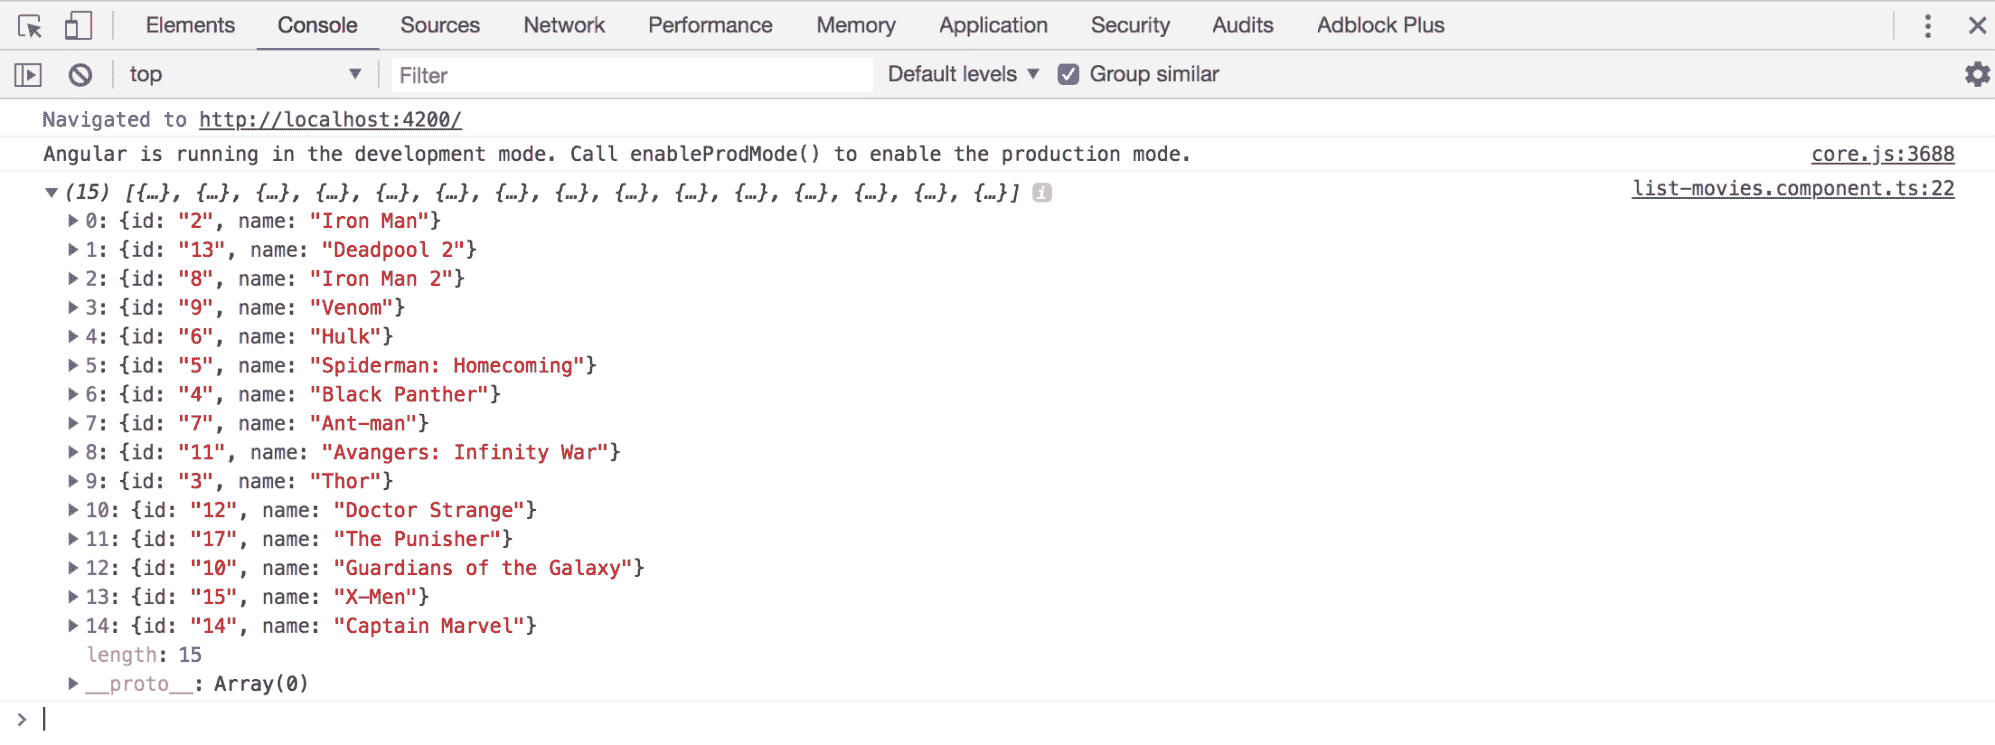 Elements Console Sources Network Performance Memory Application Security Audits Adblock Plus
top Filter Default levels Group similar
Navigated to http://localhost:4200/
Angular is running in the development mode. Call enableProdMode() to enable the production mode. core.js:3688
(15) [{…}, {…}, {…}, {…}, {…}, {…}, {…}, {…}, {…}, {…}, {…}, {…}, {…}, {…}, {…}] i list-movies.component.ts:22
0: {id: "2", name: "Iron Man"}
1: {id: "13", name: "Deadpool 2"}
2: {id: "8", name: "Iron Man 2"}
3: {id: "9", name: "Venom"}
4: {id: "6", name: "Hulk"}
5: {id: "5", name: "Spiderman: Homecoming"}
6: {id: "4", name: "Black Panther"}
7: {id: "7", name: "Ant-man"}
8: {id: "11", name: "Avangers: Infinity War"}
9: {id: "3", name: "Thor"}
10: {id: "12", name: "Doctor Strange"}
11: {id: "17", name: "The Punisher"}
12: {id: "10", name: "Guardians of the Galaxy"}
13: {id: "15", name: "X-Men"}
14: {id: "14", name: "Captain Marvel"}
length: 15
__proto__: Array(0)
>